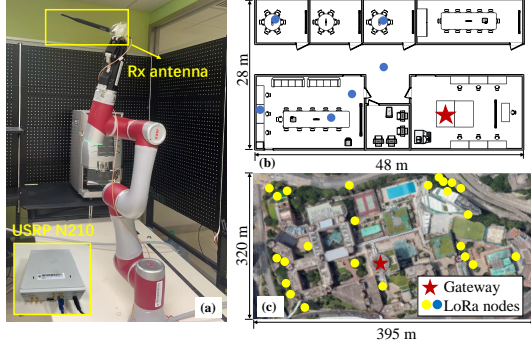 Rx antenna
USRP N210
(a)
28 m
(b)
48 m
320 m
(c)
Gateway
LoRa nodes
395 m